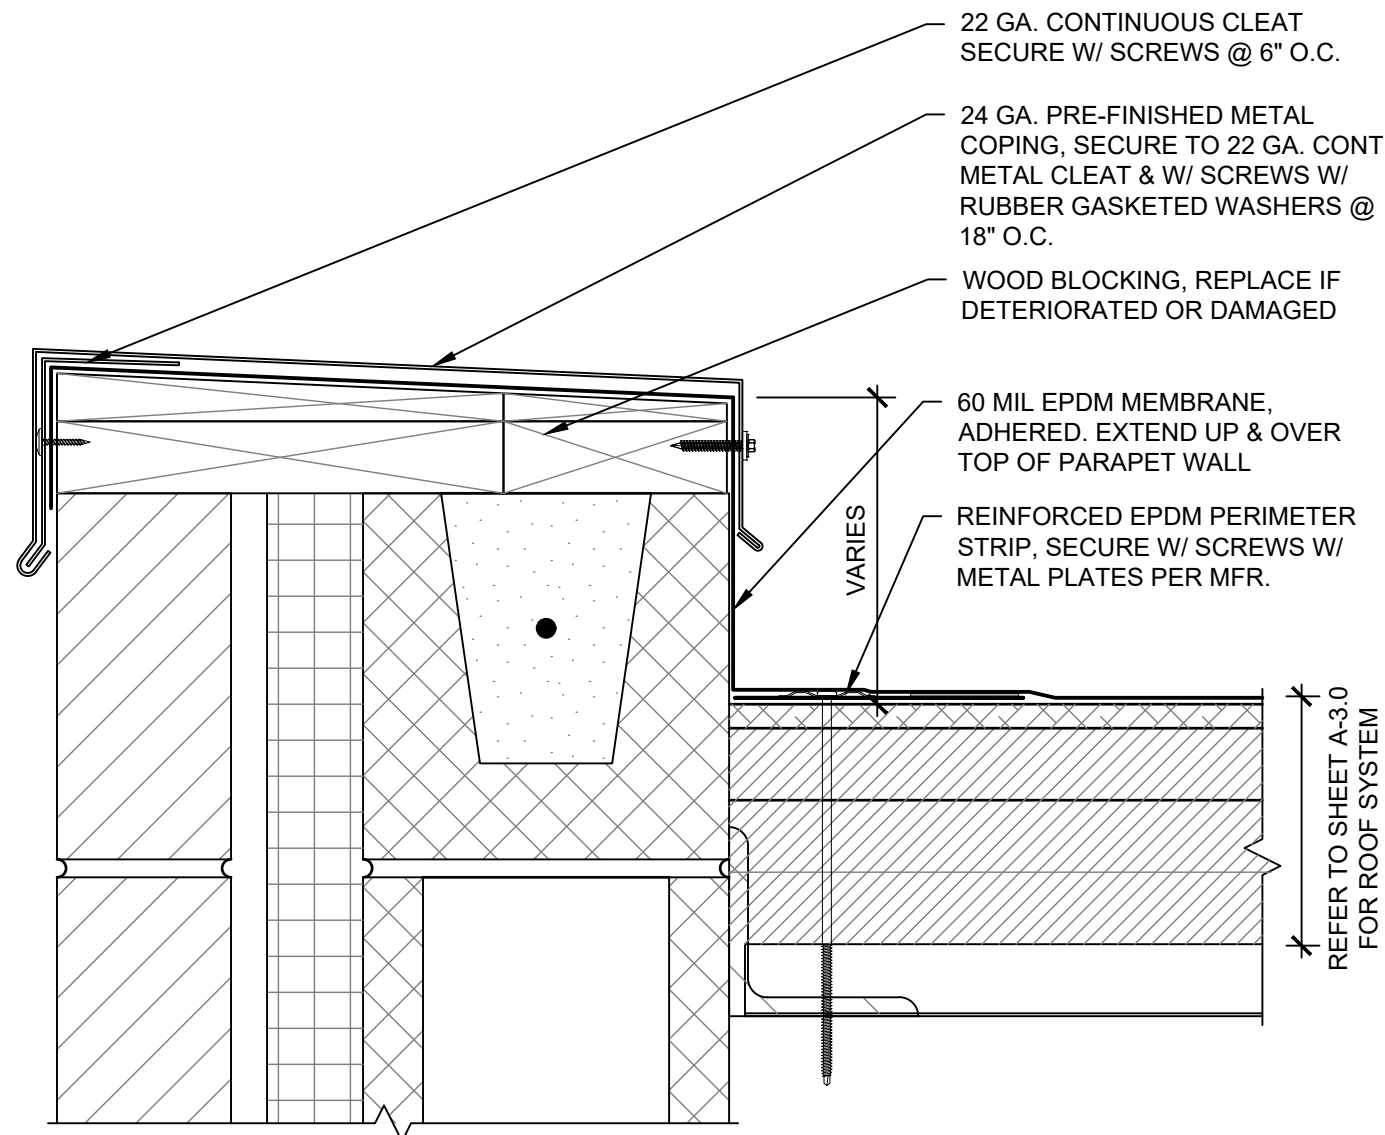 22 GA. CONTINUOUS CLEAT
SECURE W/ SCREWS @ 6" O.C.
24 GA. PRE-FINISHED METAL
COPING, SECURE TO 22 GA. CONT
METAL CLEAT & W/ SCREWS W/
RUBBER GASKETED WASHERS @
18" O.C.
WOOD BLOCKING, REPLACE IF
DETERIORATED OR DAMAGED
60 MIL EPDM MEMBRANE,
ADHERED. EXTEND UP & OVER
TOP OF PARAPET WALL
REINFORCED EPDM PERIMETER
STRIP, SECURE W/ SCREWS W/
METAL PLATES PER MFR.
VARIES
REFER TO SHEET A-3.0
FOR ROOF SYSTEM